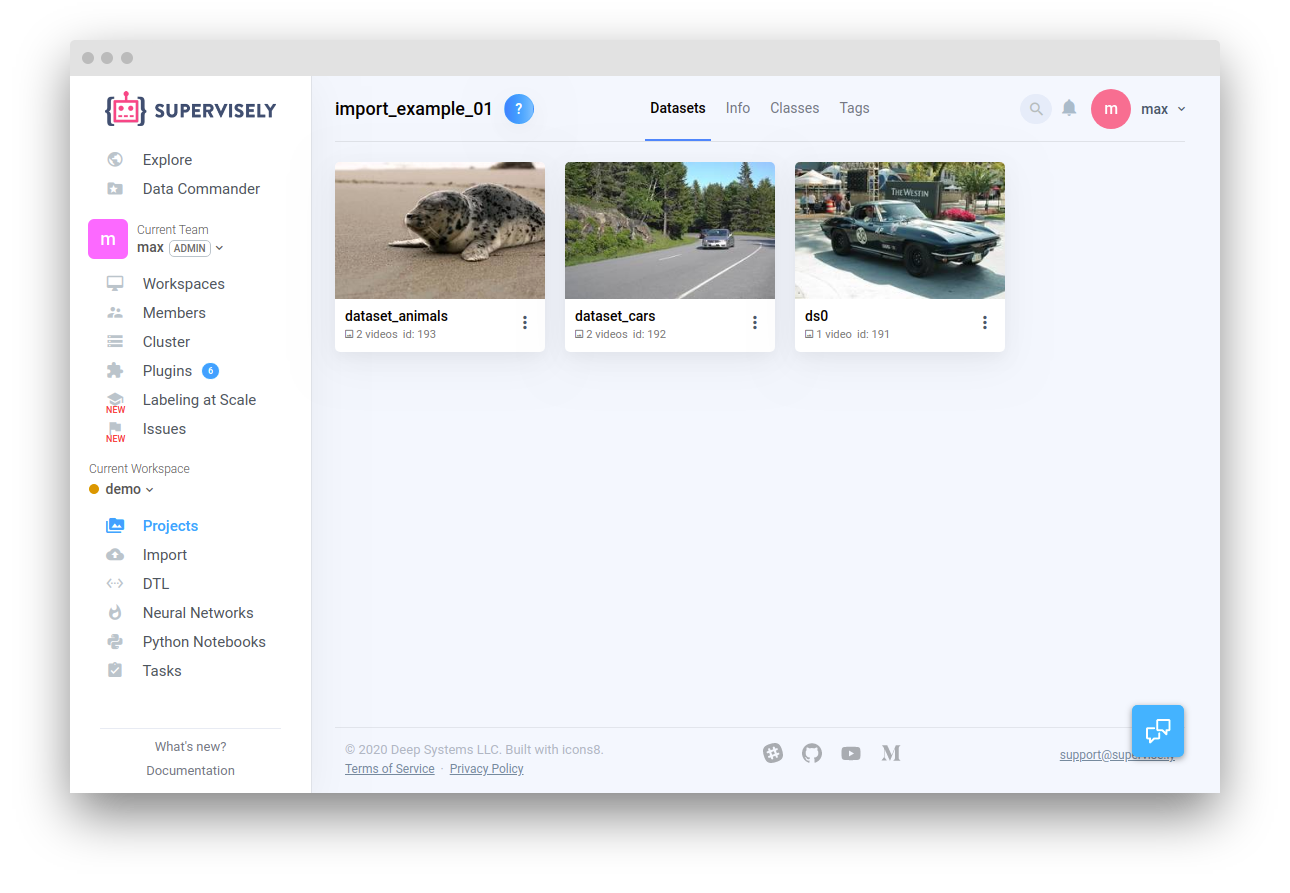 SUPERVISELY
Explore
Data Commander
m
Current Team
max ADMIN
Workspaces
Members
Cluster
Plugins 6
Labeling at Scale
NEW
Issues
NEW
Current Workspace
demo
Projects
Import
DTL
Neural Networks
Python Notebooks
Tasks
What's new?
Documentation
import_example_01 ?
Datasets Info Classes Tags
m max
THE WESTIN
dataset_animals
2 videos id: 193
dataset_cars
2 videos id: 192
ds0
1 video id: 191
© 2020 Deep Systems LLC. Built with icons8.
Terms of Service · Privacy Policy
support@supervise.ly